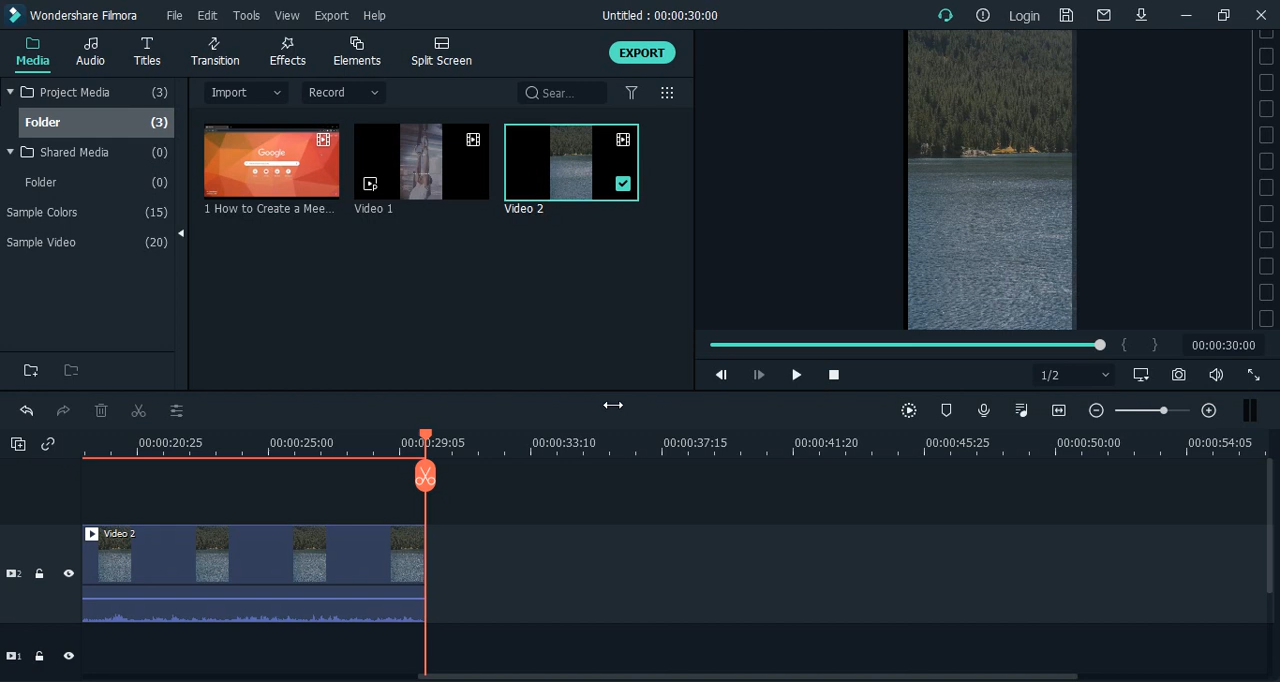 Wondershare Filmora File Edit Tools View Export Help Untitled : 00:00:30:00 Login
Media Audio Titles Transition Effects Elements Split Screen EXPORT
Project Media (3)
Folder (3)
Shared Media (0)
Folder (0)
Sample Colors (15)
Sample Video (20)
Import Record Sear...
Google
1 How to Create a Mee... Video 1 Video 2
{ } 00:00:30:00
1/2
00:00:20:25 00:00:25:00 00:00:29:05 00:00:33:10 00:00:37:15 00:00:41:20 00:00:45:25 00:00:50:00 00:00:54:05
Video 2
2
1